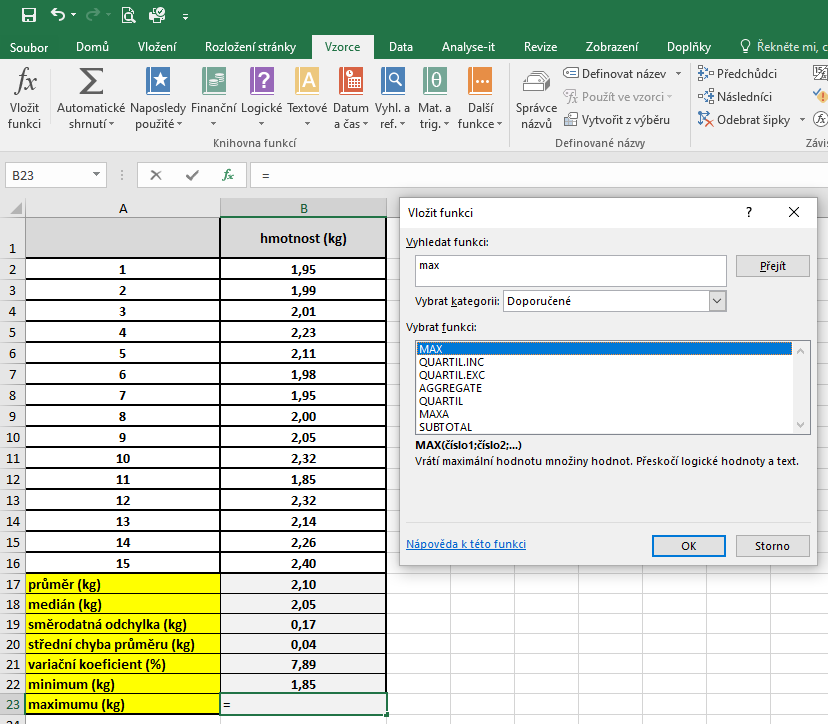 Soubor Domů Vložení Rozložení stránky Vzorce Data Analyse-it Revize Zobrazení Doplňky Řekněte mi, c
fx Σ ★ ? A θ ...
Vložit funkci
Automatické shrnutí
Naposledy použité
Finanční
Logické
Textové
Datum a čas
Vyhl. a ref.
Mat. a trig.
Další funkce
Knihovna funkcí
Správce názvů
Definovat název
Použít ve vzorci
Vytvořit z výběru
Definované názvy
Předchůdci
Následníci
Odebrat šipky
Závis
B23 fx =
A B
1 hmotnost (kg)
2 1 1,95
3 2 1,99
4 3 2,01
5 4 2,23
6 5 2,11
7 6 1,98
8 7 1,95
9 8 2,00
10 9 2,05
11 10 2,32
12 11 1,85
13 12 2,32
14 13 2,14
15 14 2,26
16 15 2,40
17 průměr (kg) 2,10
18 medián (kg) 2,05
19 směrodatná odchylka (kg) 0,17
20 střední chyba průměru (kg) 0,04
21 variační koeficient (%) 7,89
22 minimum (kg) 1,85
23 maximumu (kg) =
Vložit funkci ?
Vyhledat funkci:
max
Přejít
Vybrat kategorii: Doporučené
Vybrat funkci:
MAX
QUARTIL.INC
QUARTIL.EXC
AGGREGATE
QUARTIL
MAXA
SUBTOTAL
MAX(číslo1;číslo2;...)
Vrátí maximální hodnotu množiny hodnot. Přeskočí logické hodnoty a text.
Nápověda k této funkci
OK Storno